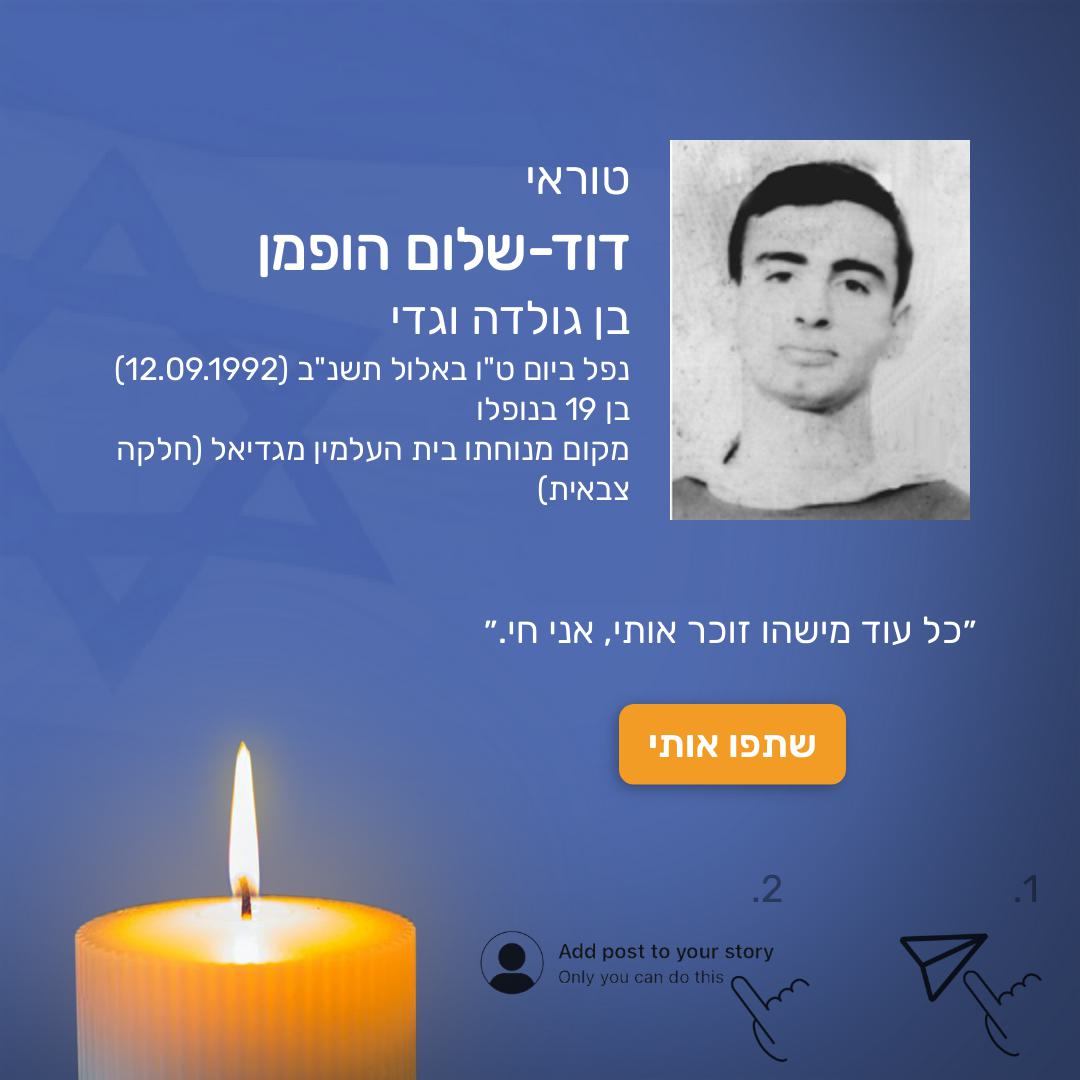 טוראי
דוד-שלום הופמן
בן גולדה וגדי
נפל ביום ט"ו באלול תשנ"ב (12.09.1992)
בן 19 בנופלו
מקום מנוחתו בית העלמין מגדיאל (חלקה
צבאית)
״כל עוד מישהו זוכר אותי, אני חי.״
שתפו אותי
1.
2.
Add post to your story
Only you can do this